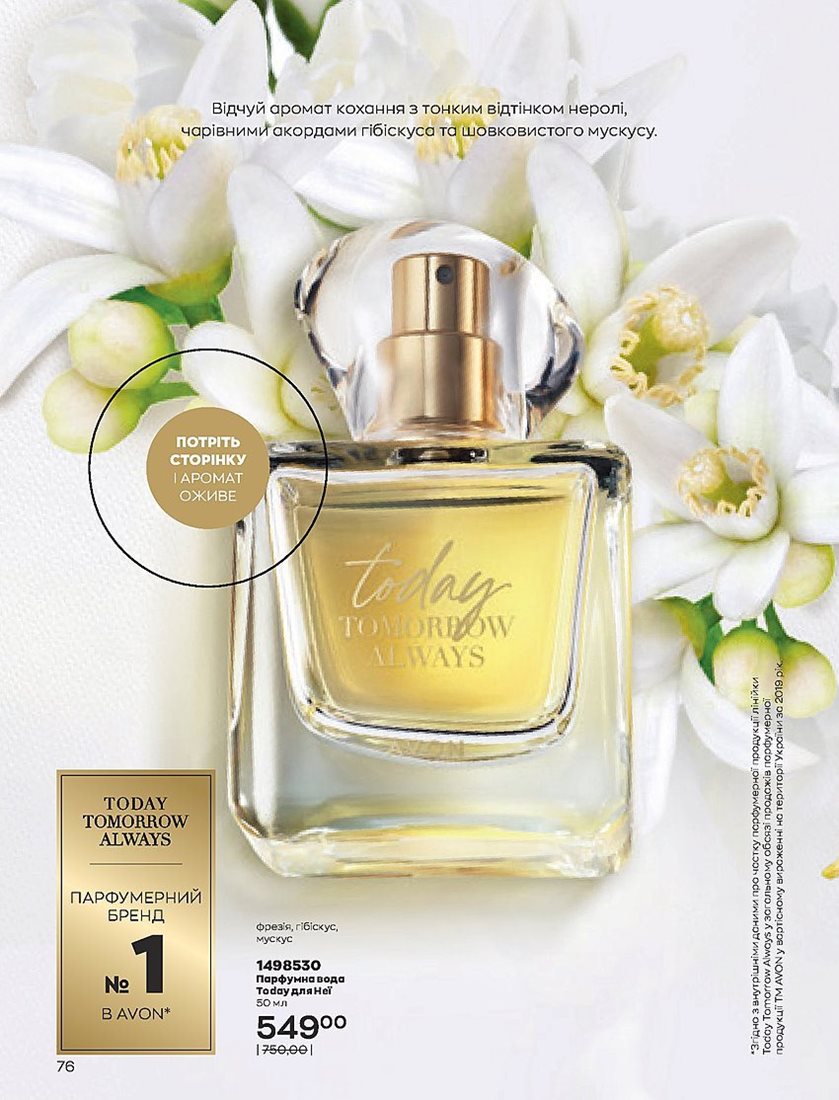 Відчуй аромат кохання з тонким відтінком неролі,
чарівними акордами гібіскуса та шовковистого мускусу.
ПОТРІТЬ
СТОРІНКУ
І АРОМАТ
ОЖИВЕ
today
TOMORROW
ALWAYS
AVON
TODAY
TOMORROW
ALWAYS
ПАРФУМЕРНИЙ
БРЕНД
№1
В AVON*
фрезія, гібіскус,
мускус
1498530
Парфумна вода
Today для Неї
50 мл
549⁰⁰
|750,00|
*Згідно з внутрішніми даними про частку парфумерної продукції лінійки
Today Tomorrow Always у загальному обсязі продажів парфумерної
продукції ТМ AVON у вартісному вираженні на території України за 2019 рік.
76